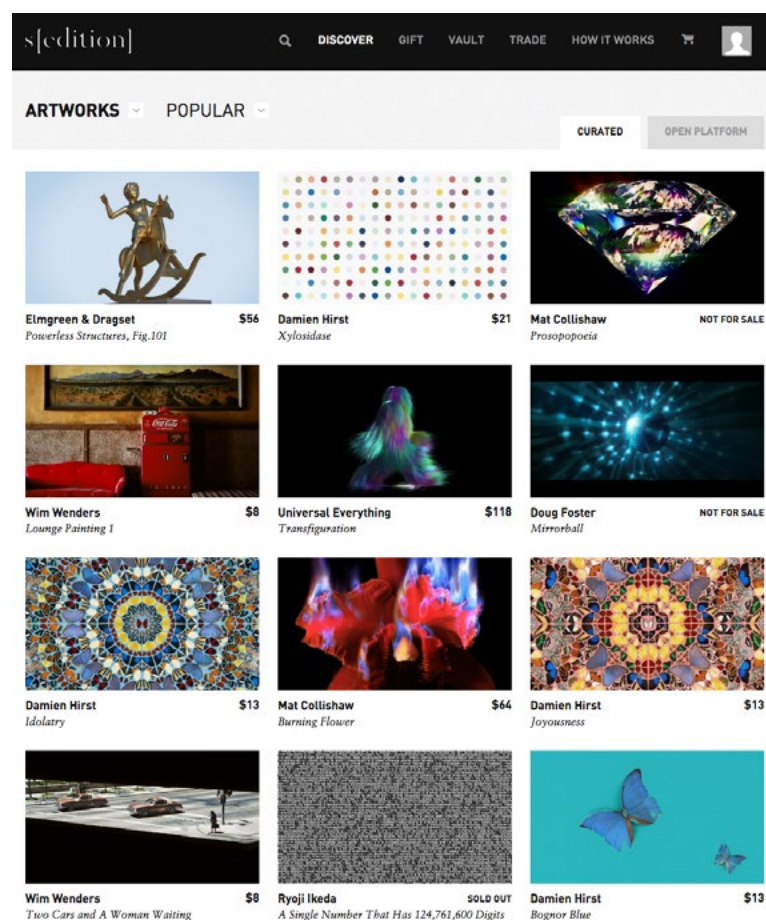 s[edition]
DISCOVER GIFT VAULT TRADE HOW IT WORKS
ARTWORKS POPULAR
CURATED OPEN PLATFORM
Elmgreen & Dragset $56
Powerless Structures, Fig.101
Damien Hirst $21
Xylosidase
Mat Collishaw NOT FOR SALE
Prosopopoeia
Coca-Cola
Wim Wenders $8
Lounge Painting 1
Universal Everything $118
Transfiguration
Doug Foster NOT FOR SALE
Mirrorball
Damien Hirst $13
Idolatry
Mat Collishaw $64
Burning Flower
Damien Hirst $13
Joyousness
Wim Wenders $8
Two Cars and A Woman Waiting
Ryoji Ikeda SOLD OUT
A Single Number That Has 124,761,600 Digits
Damien Hirst $13
Bognor Blue